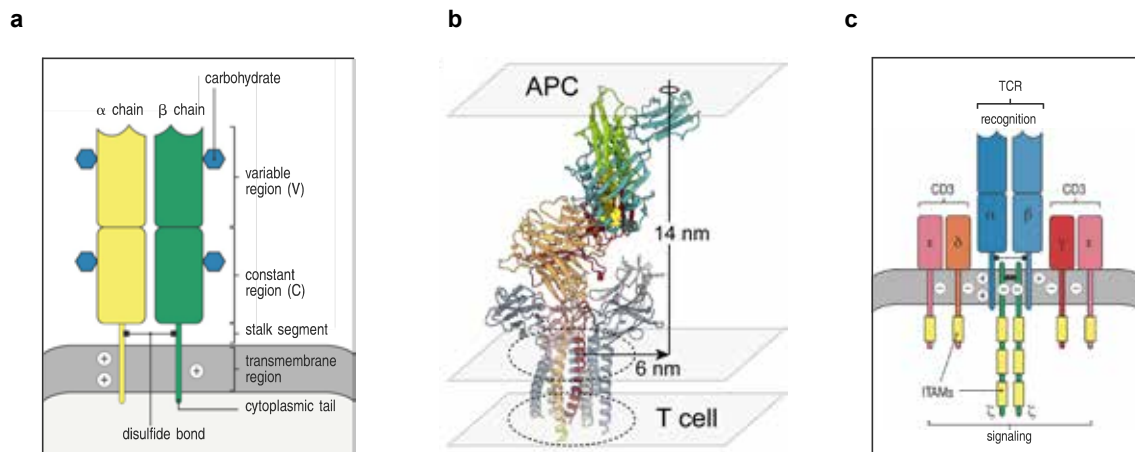 a
carbohydrate
α chain
β chain
variable
region (V)
constant
region (C)
stalk segment
transmembrane
region
cytoplasmic tail
disulfide bond
+
+
+
b
APC
14 nm
6 nm
T cell
c
TCR
recognition
CD3
CD3
α
β
ε
δ
γ
ε
+
+
+
−
−
−
−
−
−
ITAMs
ζ
ζ
signaling